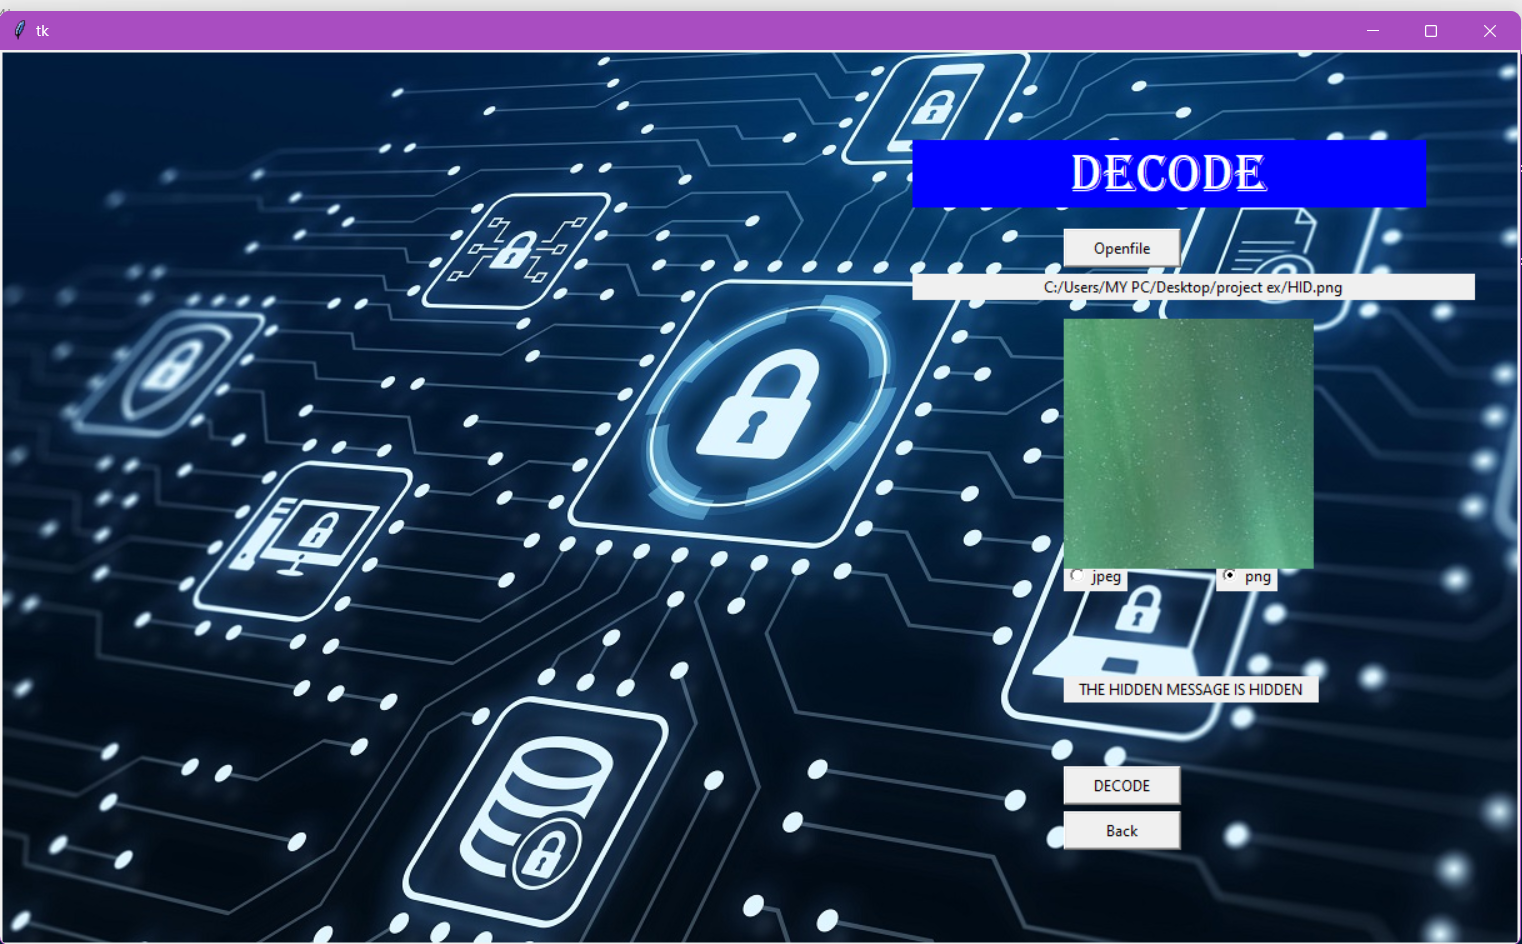 tk
DECODE
Openfile
C:/Users/MY PC/Desktop/project ex/HID.png
jpeg png
THE HIDDEN MESSAGE IS HIDDEN
DECODE
Back